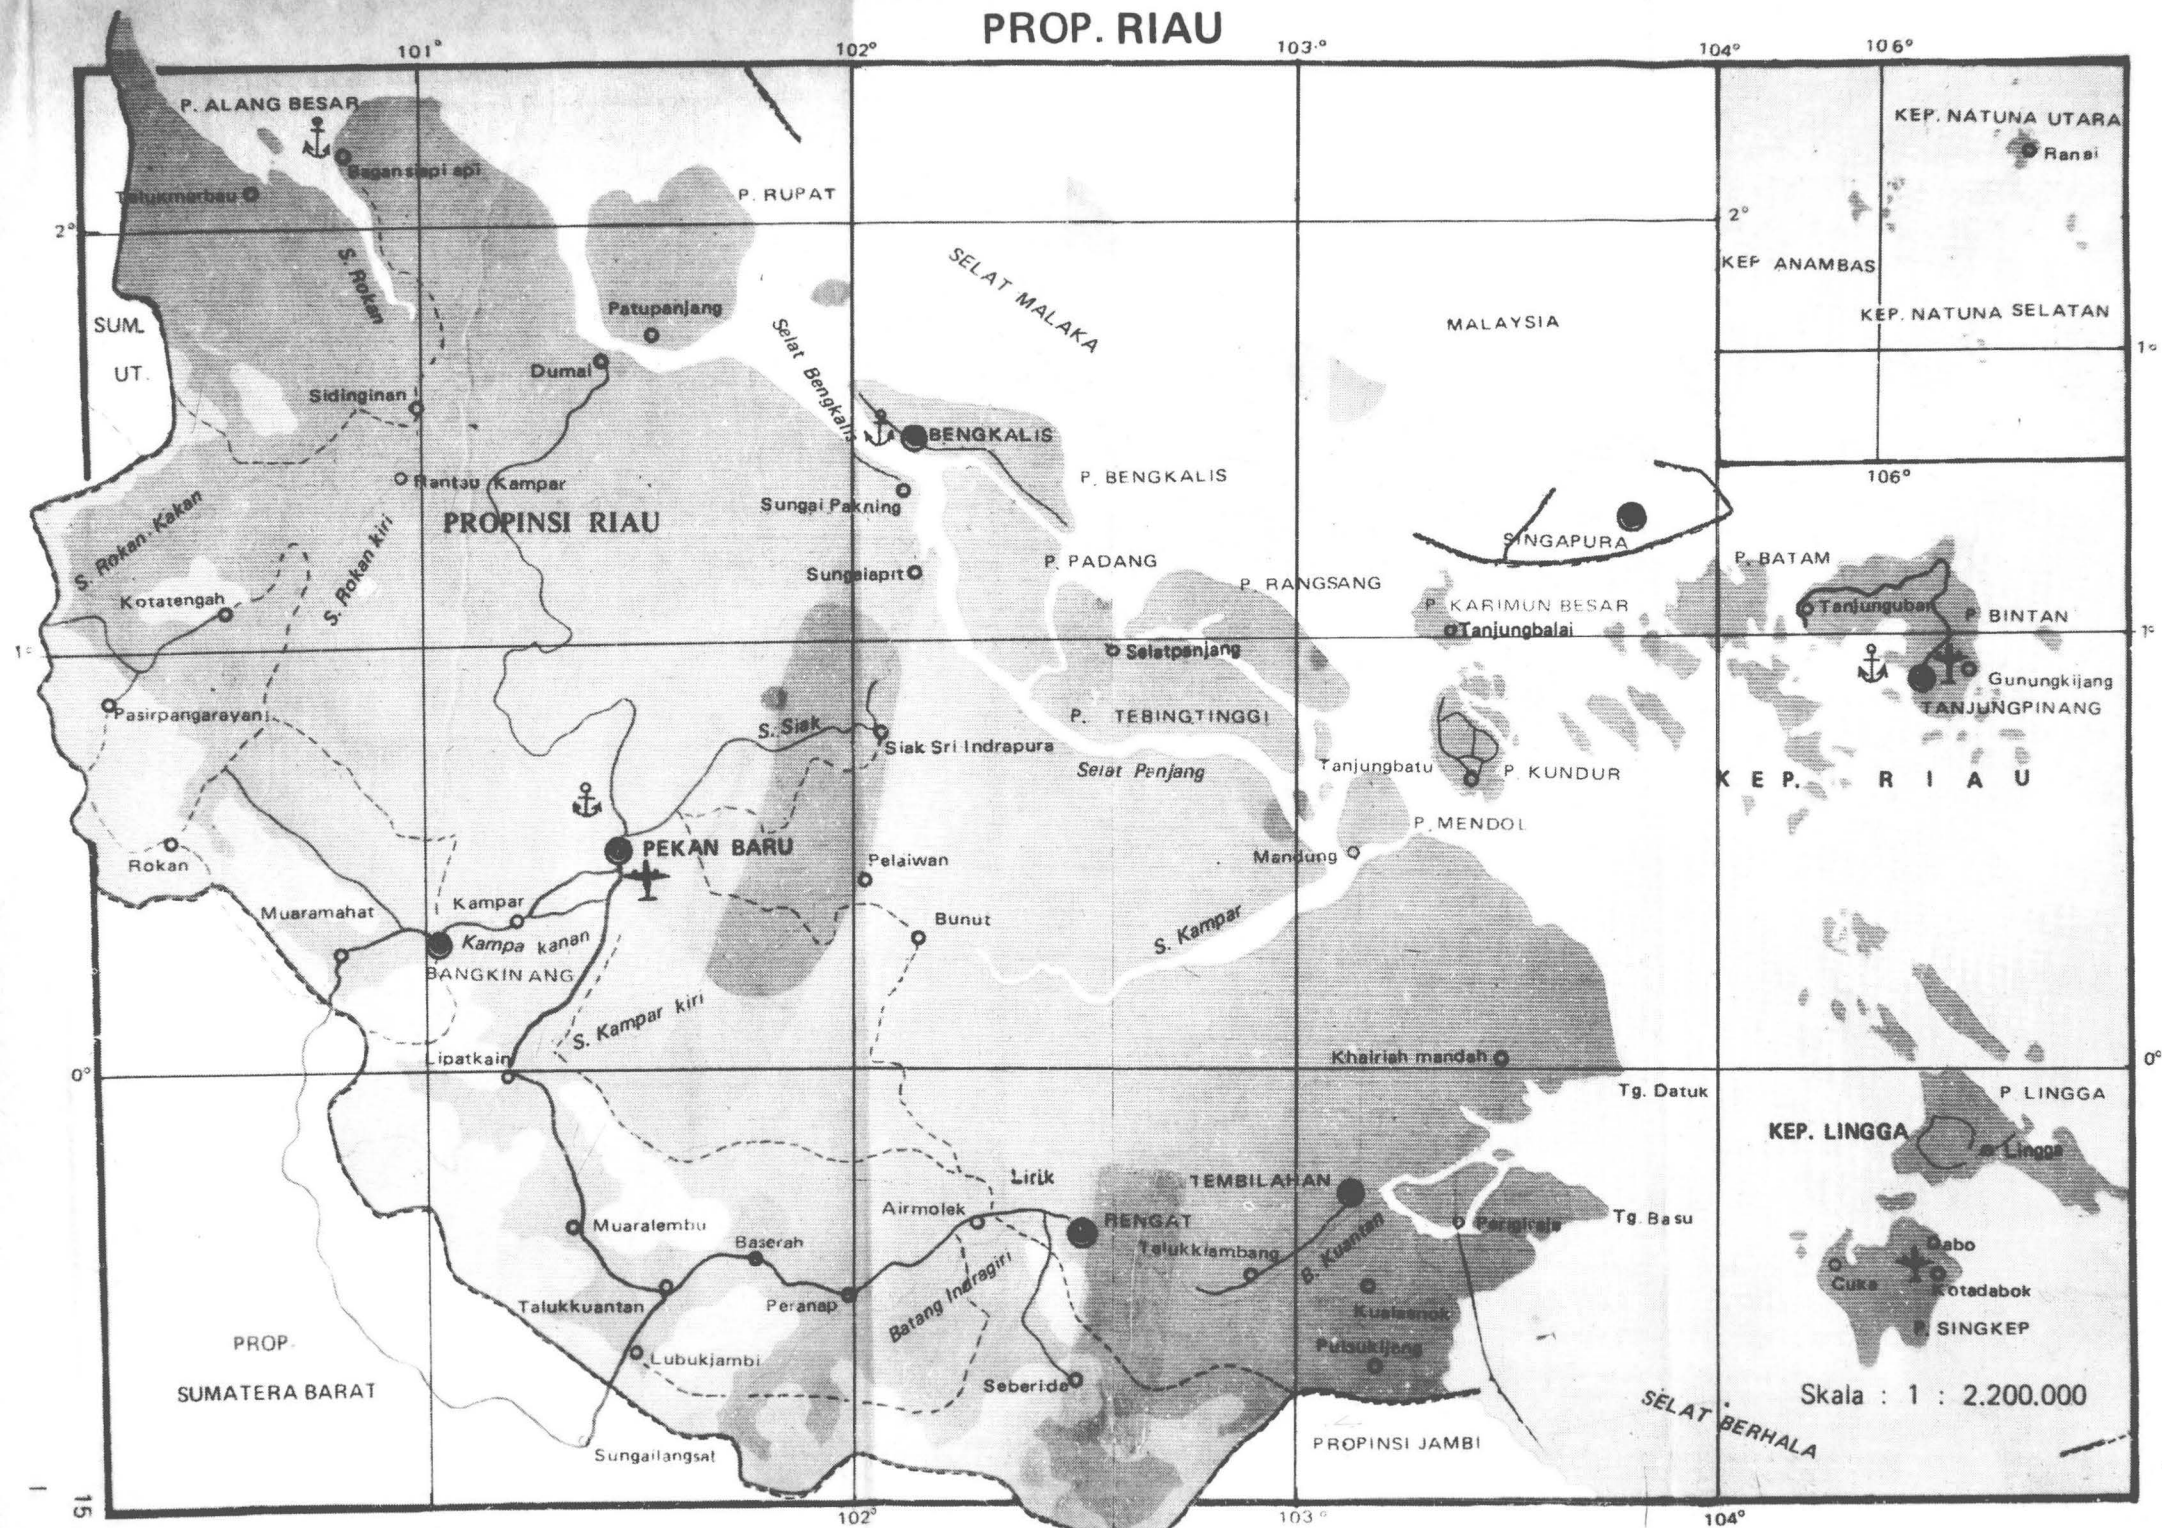 PROP. RIAU
101°
102°
103°
104°
106°
P. ALANG BESAR
Bagansiapi api
Telukmerbau
P. RUPAT
KEP. NATUNA UTARA
Ranai
2°
2°
S. Rokan
SELAT MALAKA
KEP ANAMBAS
KEP. NATUNA SELATAN
SUM.
UT.
Patupanjang
Selat Bengkalis
MALAYSIA
1°
Dumai
Sidinginan
BENGKALIS
P. BENGKALIS
106°
Rantau Kampar
Sungai Pakning
PROPINSI RIAU
S. Rokan Kakan
S. Rokan kiri
SINGAPURA
P. PADANG
P. BATAM
Sungaiapit
P. RANGSANG
Kotatengah
P. KARIMUN BESAR
Tanjunguban
P. BINTAN
Tanjungbalai
1°
1°
Selatpanjang
Gunungkijang
TANJUNGPINANG
Pasirpangarayan
S. Siak
P. TEBINGTINGGI
Siak Sri Indrapura
Selat Panjang
Tanjungbatu
P. KUNDUR
KEP. RIAU
P. MENDOL
PEKAN BARU
Mandung
Pelaiwan
Rokan
Kampar
Muaramahat
Bunut
Kampa kanan
S. Kampar
BANGKINANG
S. Kampar kiri
Lipatkain
Khairiah mandah
0°
0°
Tg. Datuk
P LINGGA
KEP. LINGGA
Lingga
Lirik
TEMBILAHAN
Airmolek
RENGAT
Perigiraja
Tg. Basu
Muaralembu
Baserah
Talukkiambang
B. Kuantan
Dabo
Batang Indragiri
Cuka
Kotadabok
Talukkuantan
Peranap
Kualaenok
P. SINGKEP
PROP.
Lubukjambi
Pulaukijang
Seberida
SUMATERA BARAT
Skala : 1 : 2.200.000
SELAT BERHALA
Sungailangsat
PROPINSI JAMBI
15
102°
103°
104°